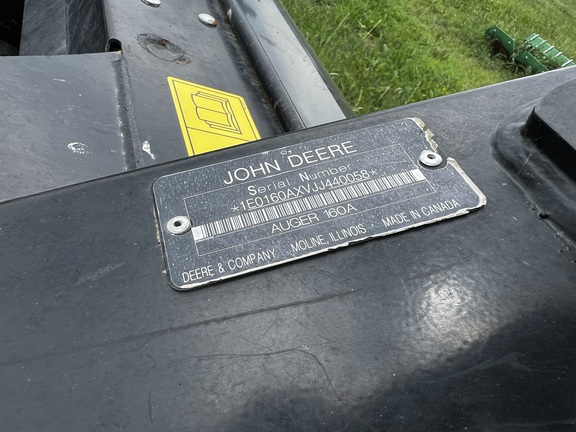 JOHN DEERE
Serial Number
*1E0160AXVJJ440058*
AUGER 160A
DEERE & COMPANY MOLINE, ILLINOIS MADE IN CANADA